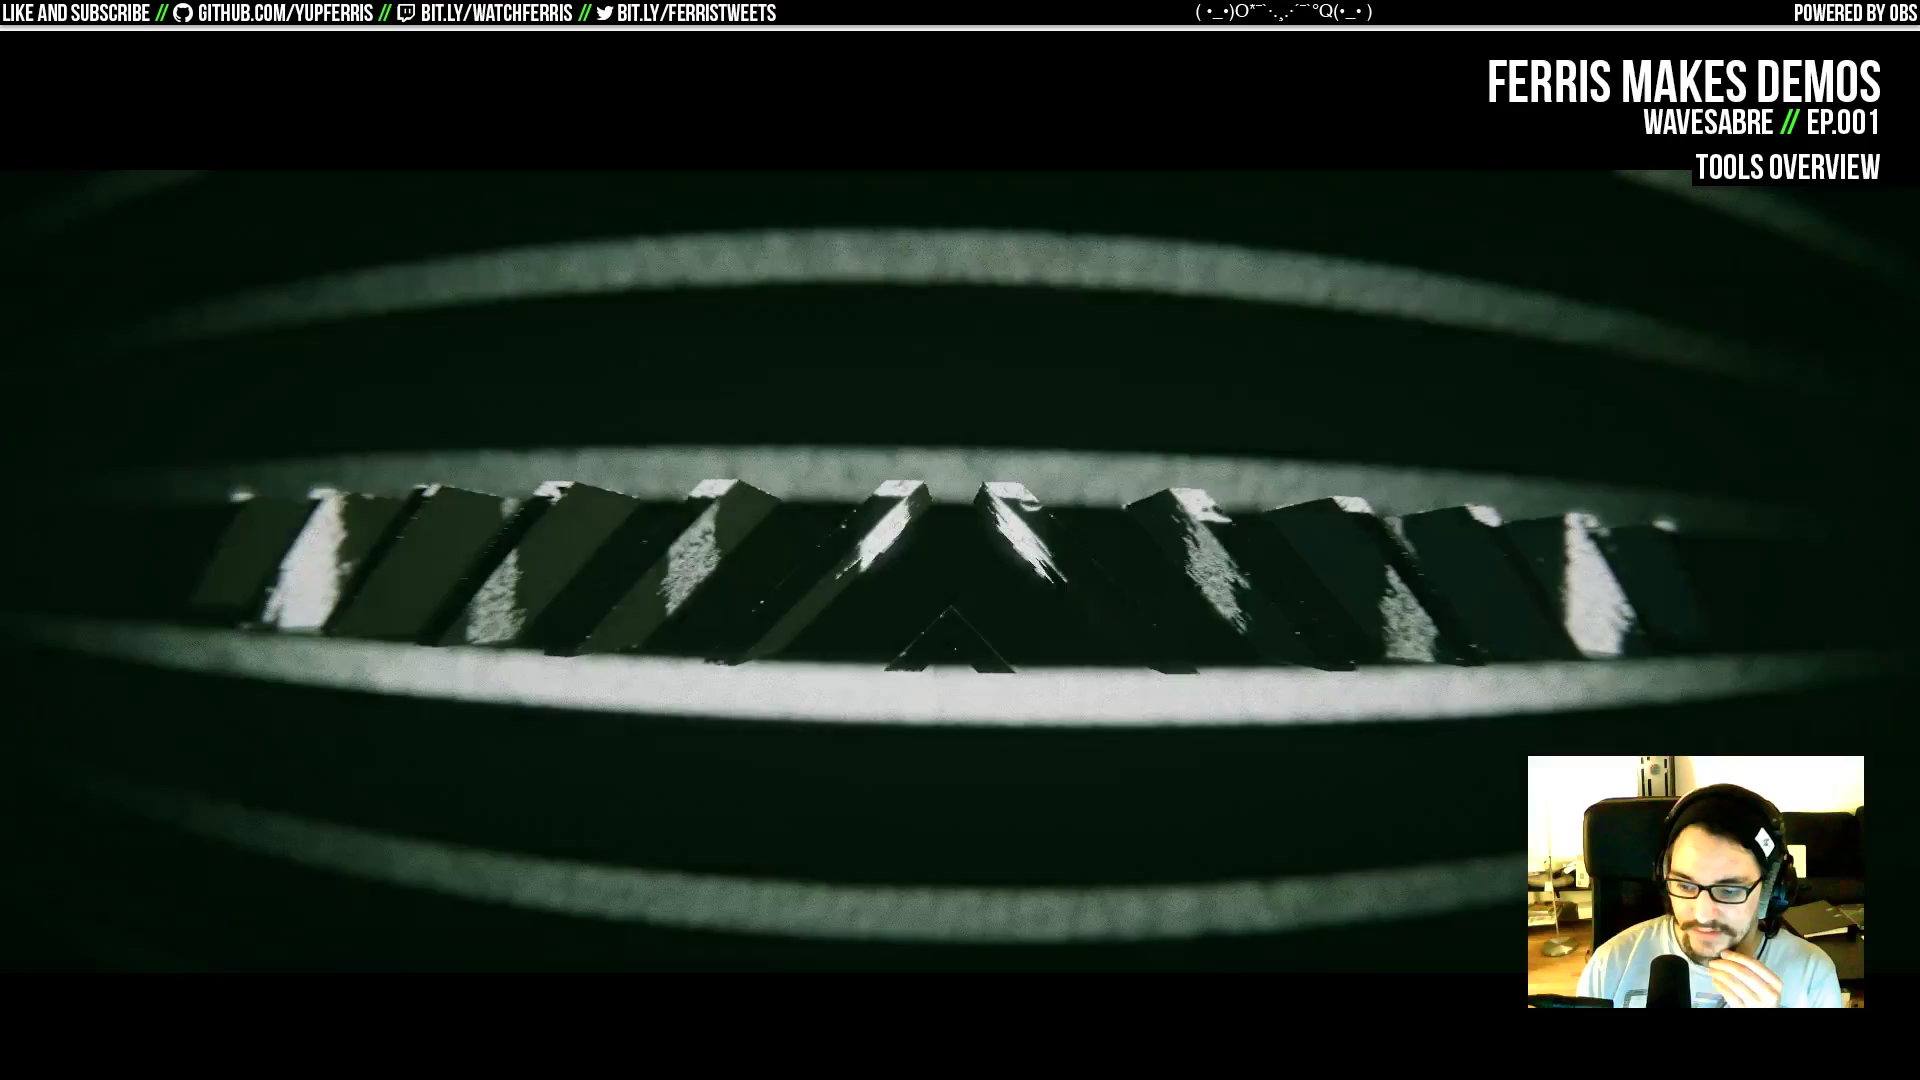 LIKE AND SUBSCRIBE // GITHUB.COM/YUPFERRIS // BIT.LY/WATCHFERRIS // BIT.LY/FERRISTWEETS
( •_•)O*¯`·.¸.·´¯`°Q(•_• )
POWERED BY OBS
FERRIS MAKES DEMOS
WAVESABRE // EP.001
TOOLS OVERVIEW